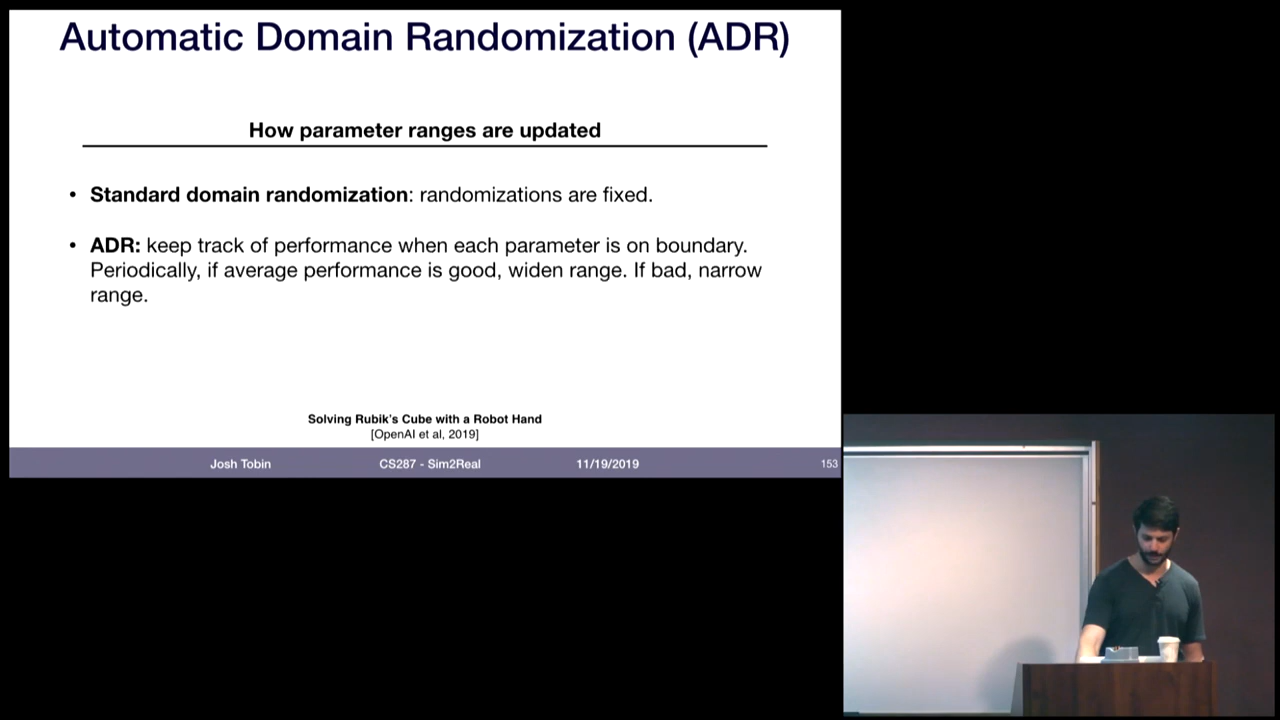 Automatic Domain Randomization (ADR)
How parameter ranges are updated
• Standard domain randomization: randomizations are fixed.
• ADR: keep track of performance when each parameter is on boundary.
Periodically, if average performance is good, widen range. If bad, narrow
range.
Solving Rubik's Cube with a Robot Hand
[OpenAI et al, 2019]
Josh Tobin CS287 - Sim2Real 11/19/2019 153